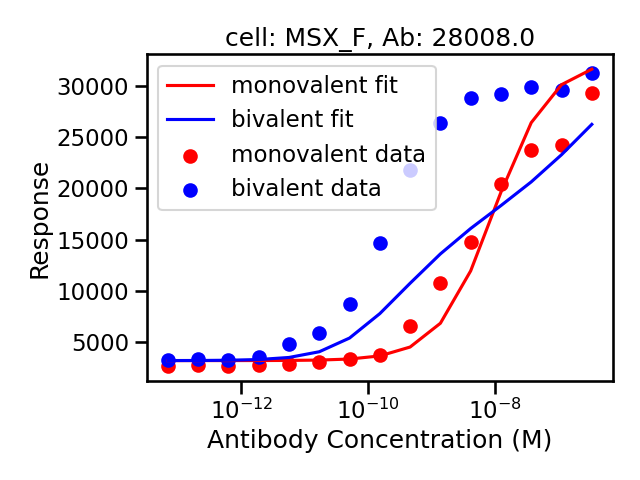 cell: MSX_F, Ab: 28008.0
monovalent fit
bivalent fit
monovalent data
bivalent data
Response
30000
25000
20000
15000
10000
5000
10⁻¹² 10⁻¹⁰ 10⁻⁸
Antibody Concentration (M)